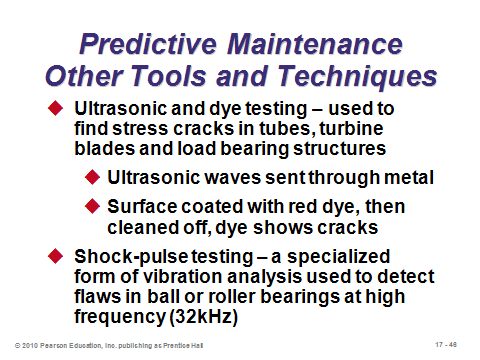 Predictive Maintenance
Other Tools and Techniques
Ultrasonic and dye testing – used to
find stress cracks in tubes, turbine
blades and load bearing structures
Ultrasonic waves sent through metal
Surface coated with red dye, then
cleaned off, dye shows cracks
Shock-pulse testing – a specialized
form of vibration analysis used to detect
flaws in ball or roller bearings at high
frequency (32kHz)
© 2010 Pearson Education, Inc. publishing as Prentice Hall
17 - 46